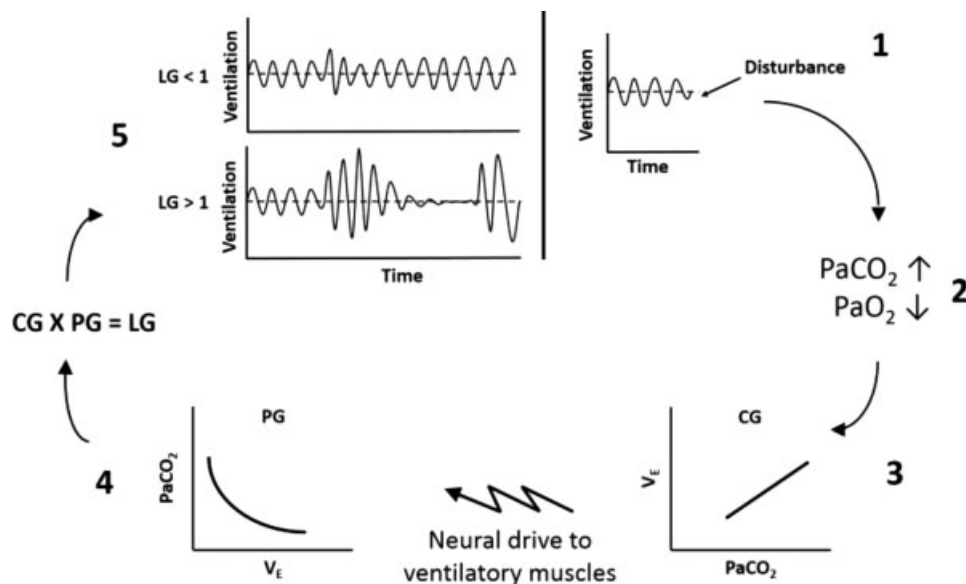 LG < 1
Ventilation
5
LG > 1
Ventilation
Time
Ventilation
Time
Disturbance
1
PaCO₂ ↑
PaO₂ ↓
2
CG
V_E
PaCO₂
3
Neural drive to
ventilatory muscles
PG
PaCO₂
V_E
4
CG X PG = LG